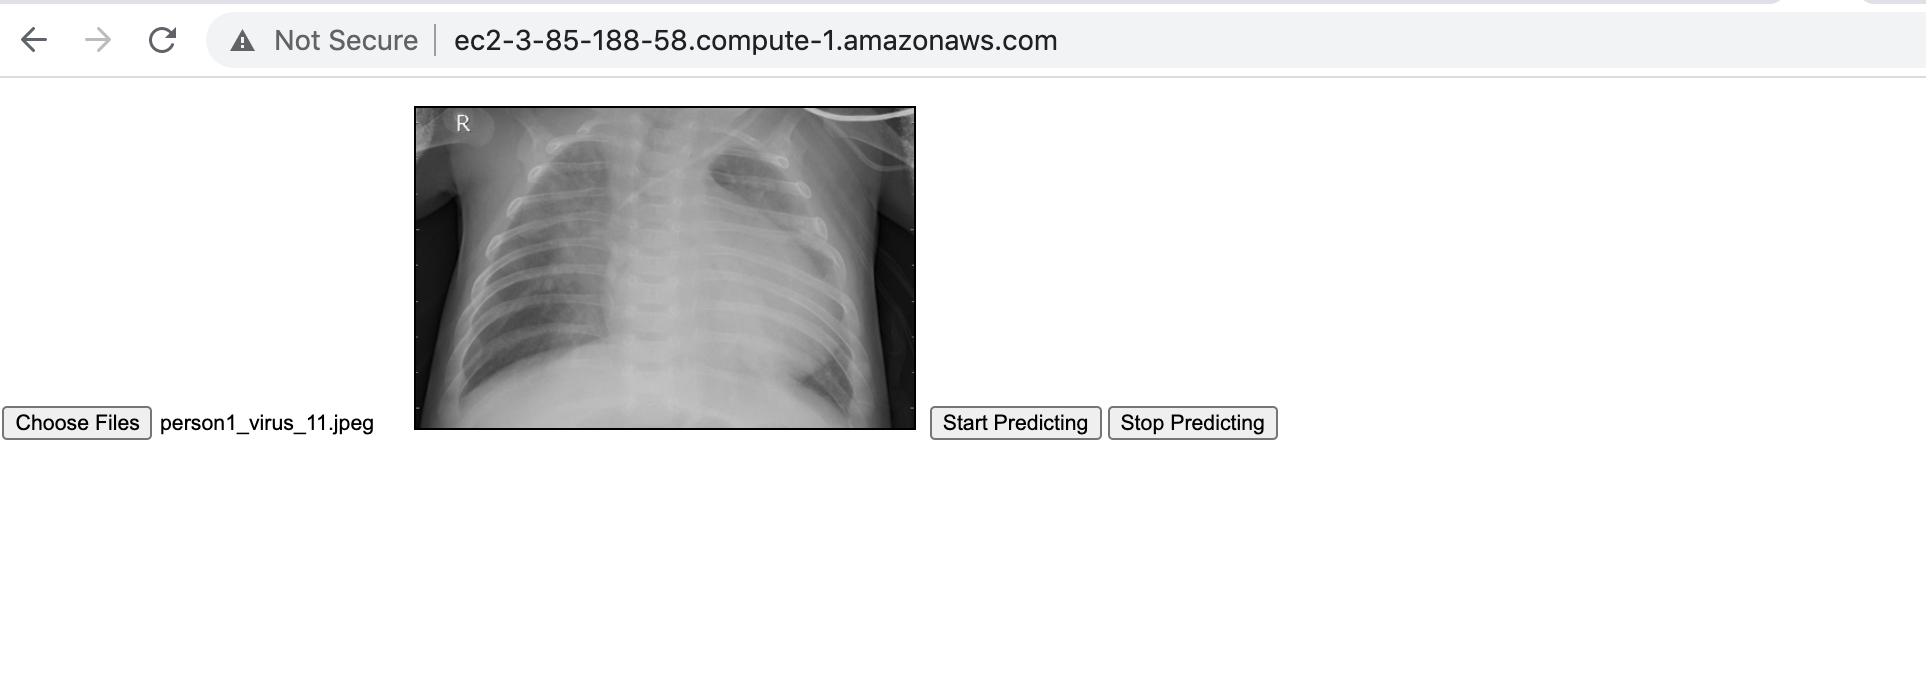 Not Secure ec2-3-85-188-58.compute-1.amazonaws.com
R
Choose Files person1_virus_11.jpeg Start Predicting Stop Predicting